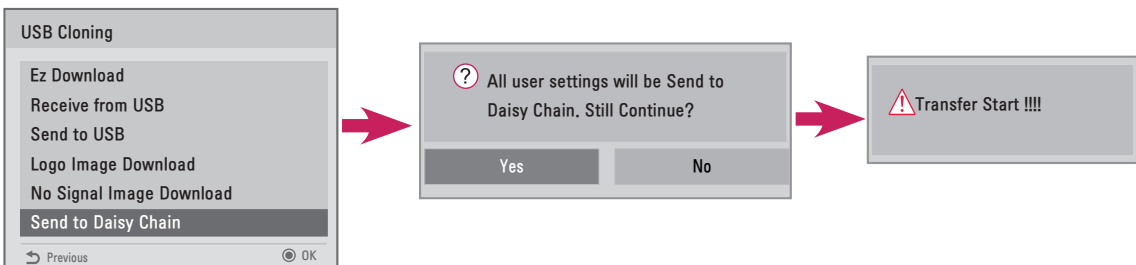 USB Cloning
Ez Download
Receive from USB
Send to USB
Logo Image Download
No Signal Image Download
Send to Daisy Chain
Previous
OK
? All user settings will be Send to
Daisy Chain. Still Continue?
Yes
No
! Transfer Start !!!!